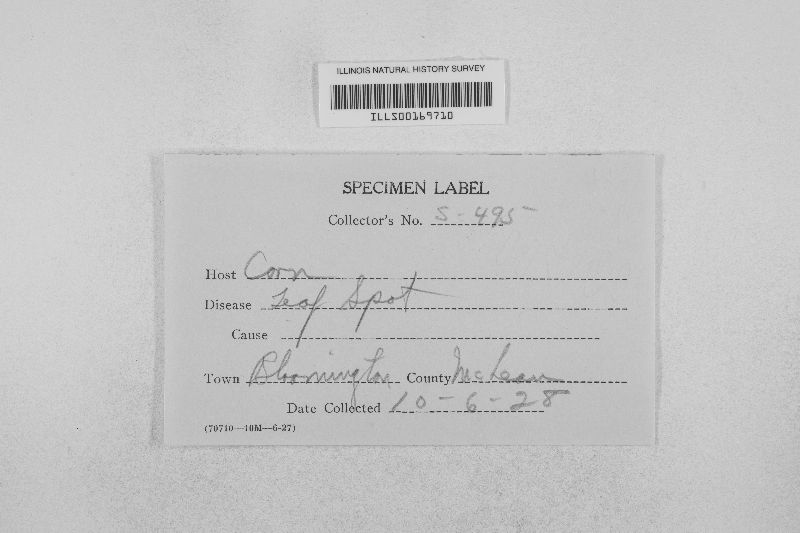 ILLINOIS NATURAL HISTORY SURVEY
ILLS00169710
SPECIMEN LABEL
Collector's No. S-495
Host Corn
Disease Leaf Spot
Cause
Town Bloomington County McLean
Date Collected 10-6-28
(70710—10M—6-27)